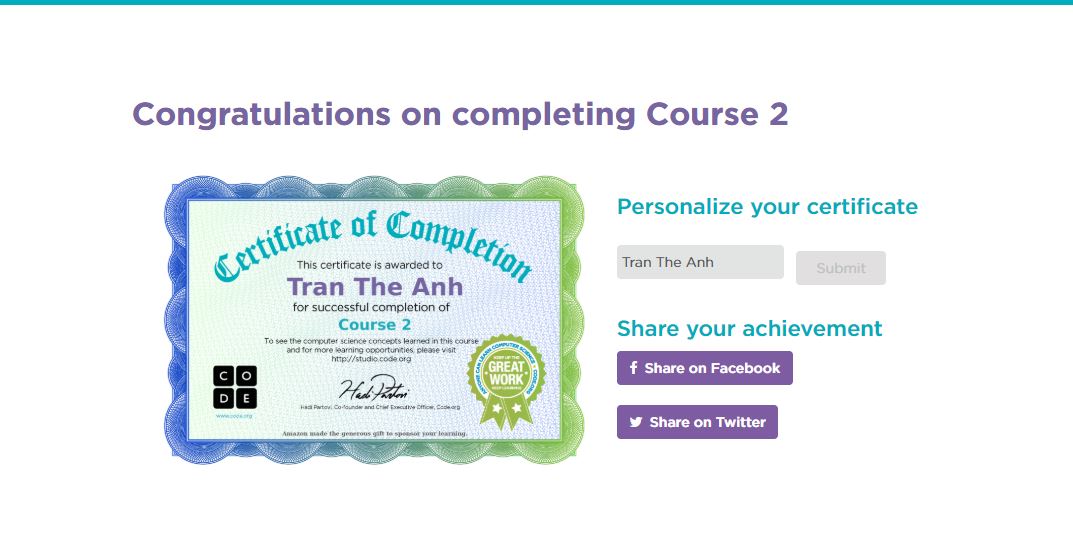 Congratulations on completing Course 2
Certificate of Completion
This certificate is awarded to
Tran The Anh
for successful completion of
Course 2
To see the computer science concepts learned in this course
and for more learning opportunities, please visit
http://studio.code.org
C O
D E
www.code.org
Hadi Partovi
Hadi Partovi, Co-founder and Chief Executive Officer, Code.org
ANYONE CAN LEARN COMPUTER SCIENCE
KEEP UP THE
GREAT
WORK
KEEP LEARNING
CODE.ORG
Amazon made the generous gift to sponsor your learning.
Personalize your certificate
Tran The Anh
Submit
Share your achievement
f Share on Facebook
Share on Twitter